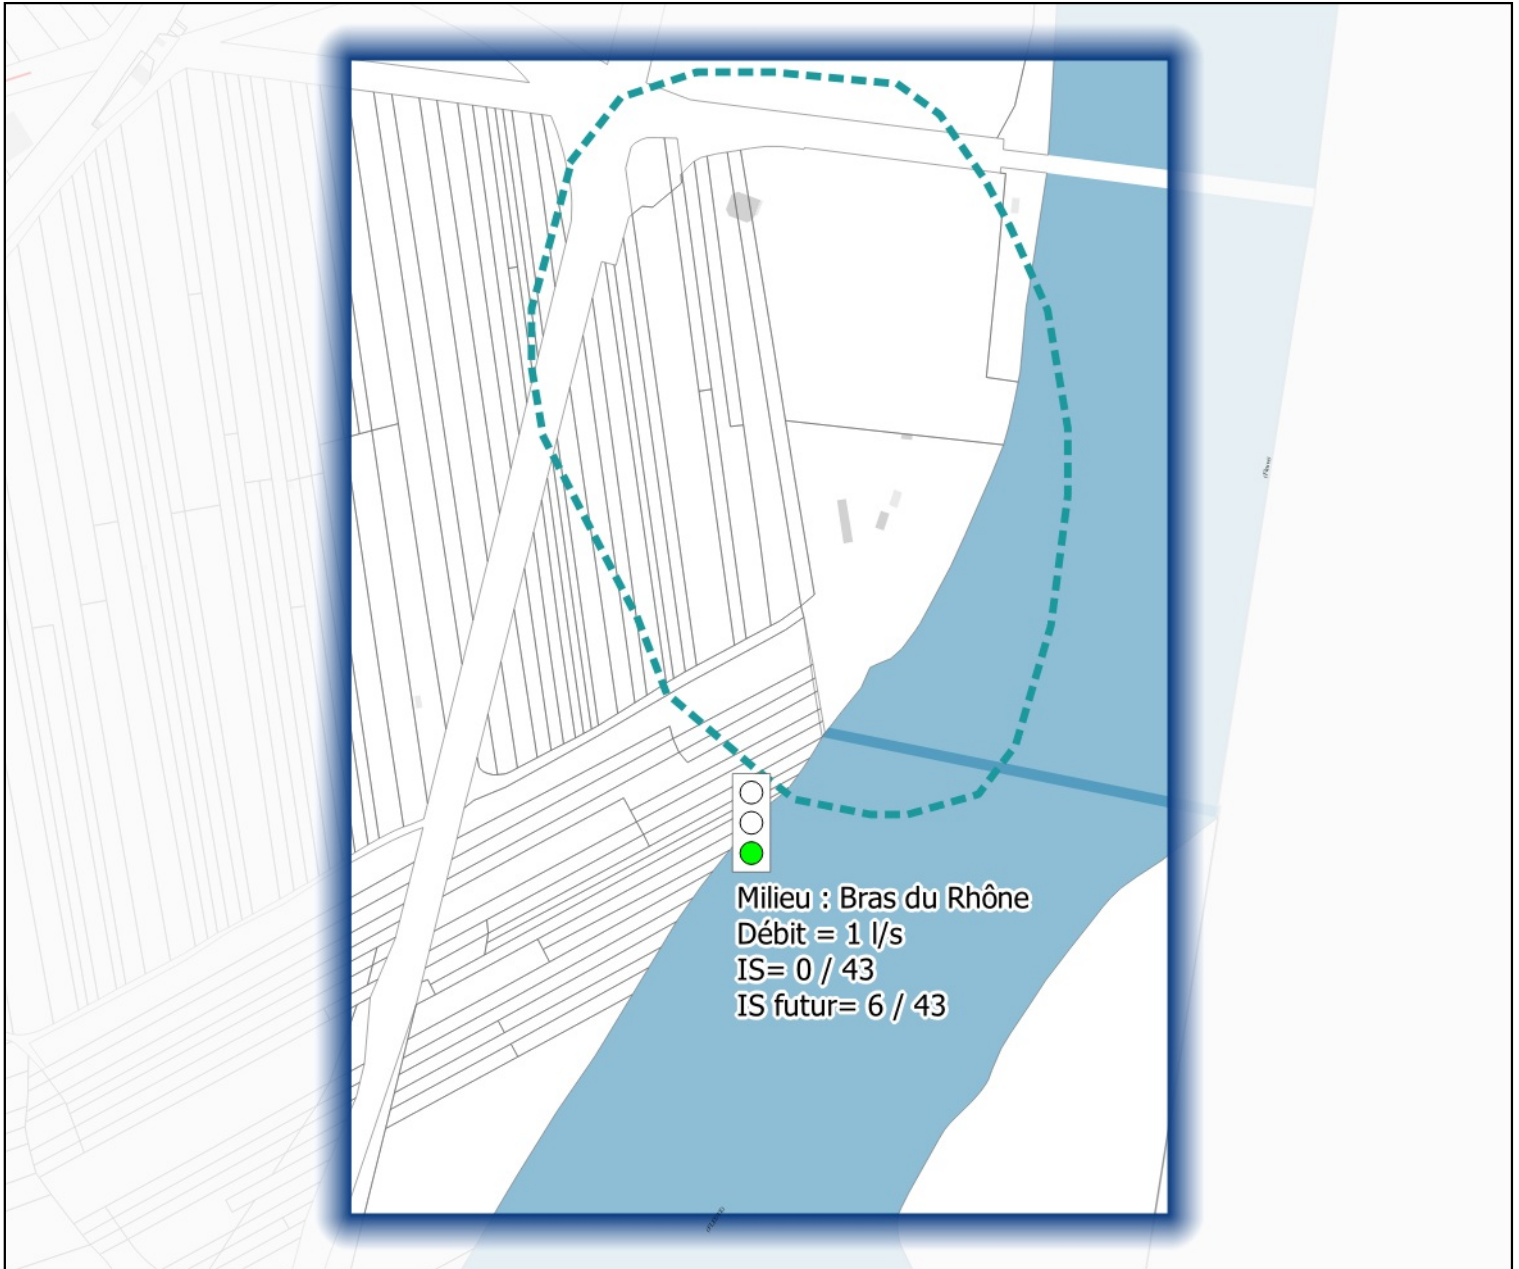 Milieu : Bras du Rhône
Débit = 1 l/s
IS= 0 / 43
IS futur= 6 / 43